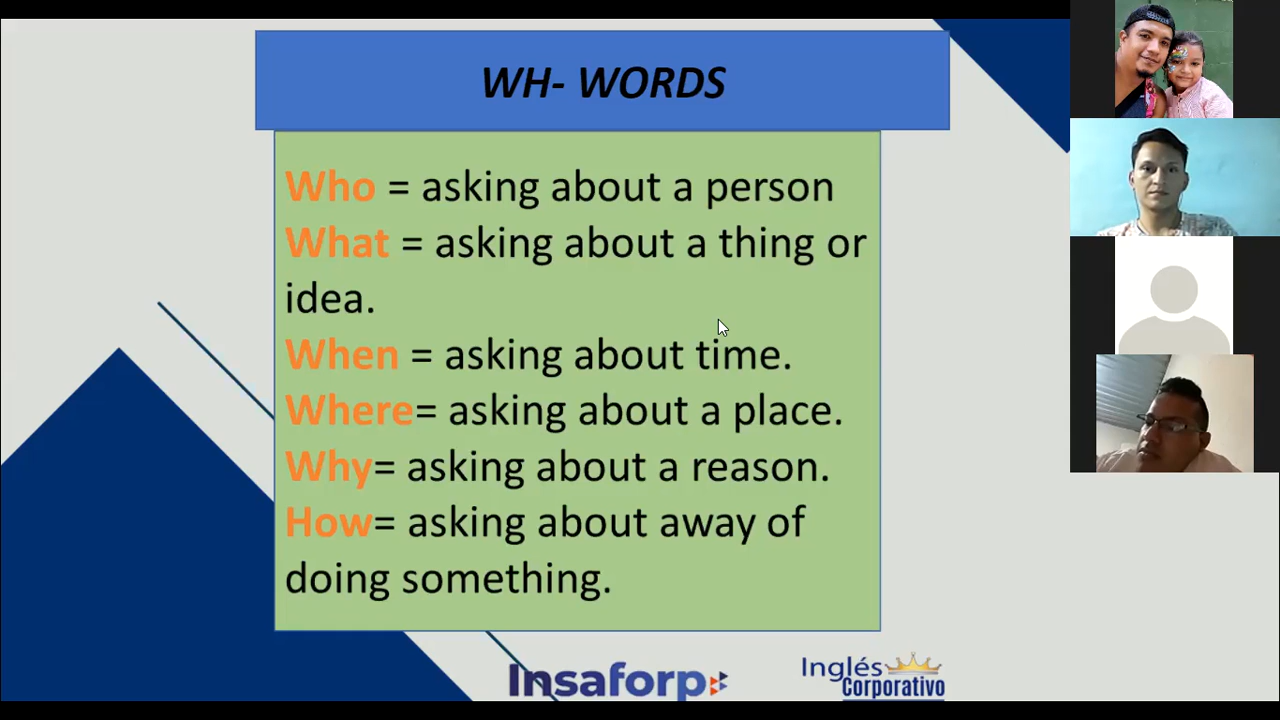 WH- WORDS
Who = asking about a person
What = asking about a thing or
idea.
When = asking about time.
Where= asking about a place.
Why= asking about a reason.
How= asking about away of
doing something.
Insaforp
Inglés
Corporativo